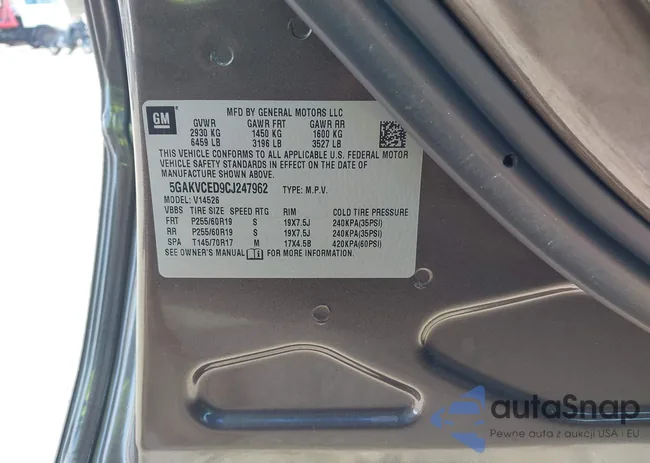 GM
MFD BY GENERAL MOTORS LLC
GVWR GAWR FRT GAWR RR
2930 KG 1450 KG 1600 KG
6459 LB 3196 LB 3527 LB
THIS VEHICLE CONFORMS TO ALL APPLICABLE U.S. FEDERAL MOTOR
VEHICLE SAFETY STANDARDS IN EFFECT ON THE DATE OF
MANUFACTURE SHOWN ABOVE.
5GAKVCED9CJ247962 TYPE: M.P.V.
MODEL: V14526
VBBS TIRE SIZE SPEED RTG RIM COLD TIRE PRESSURE
FRT P255/60R19 S 19X7.5J 240KPA(35PSI)
RR P255/60R19 S 19X7.5J 240KPA(35PSI)
SPA T145/70R17 M 17X4.5B 420KPA(60PSI)
SEE OWNER'S MANUAL FOR MORE INFORMATION.
autaSnap
Pewne auta z aukcji USA i EU